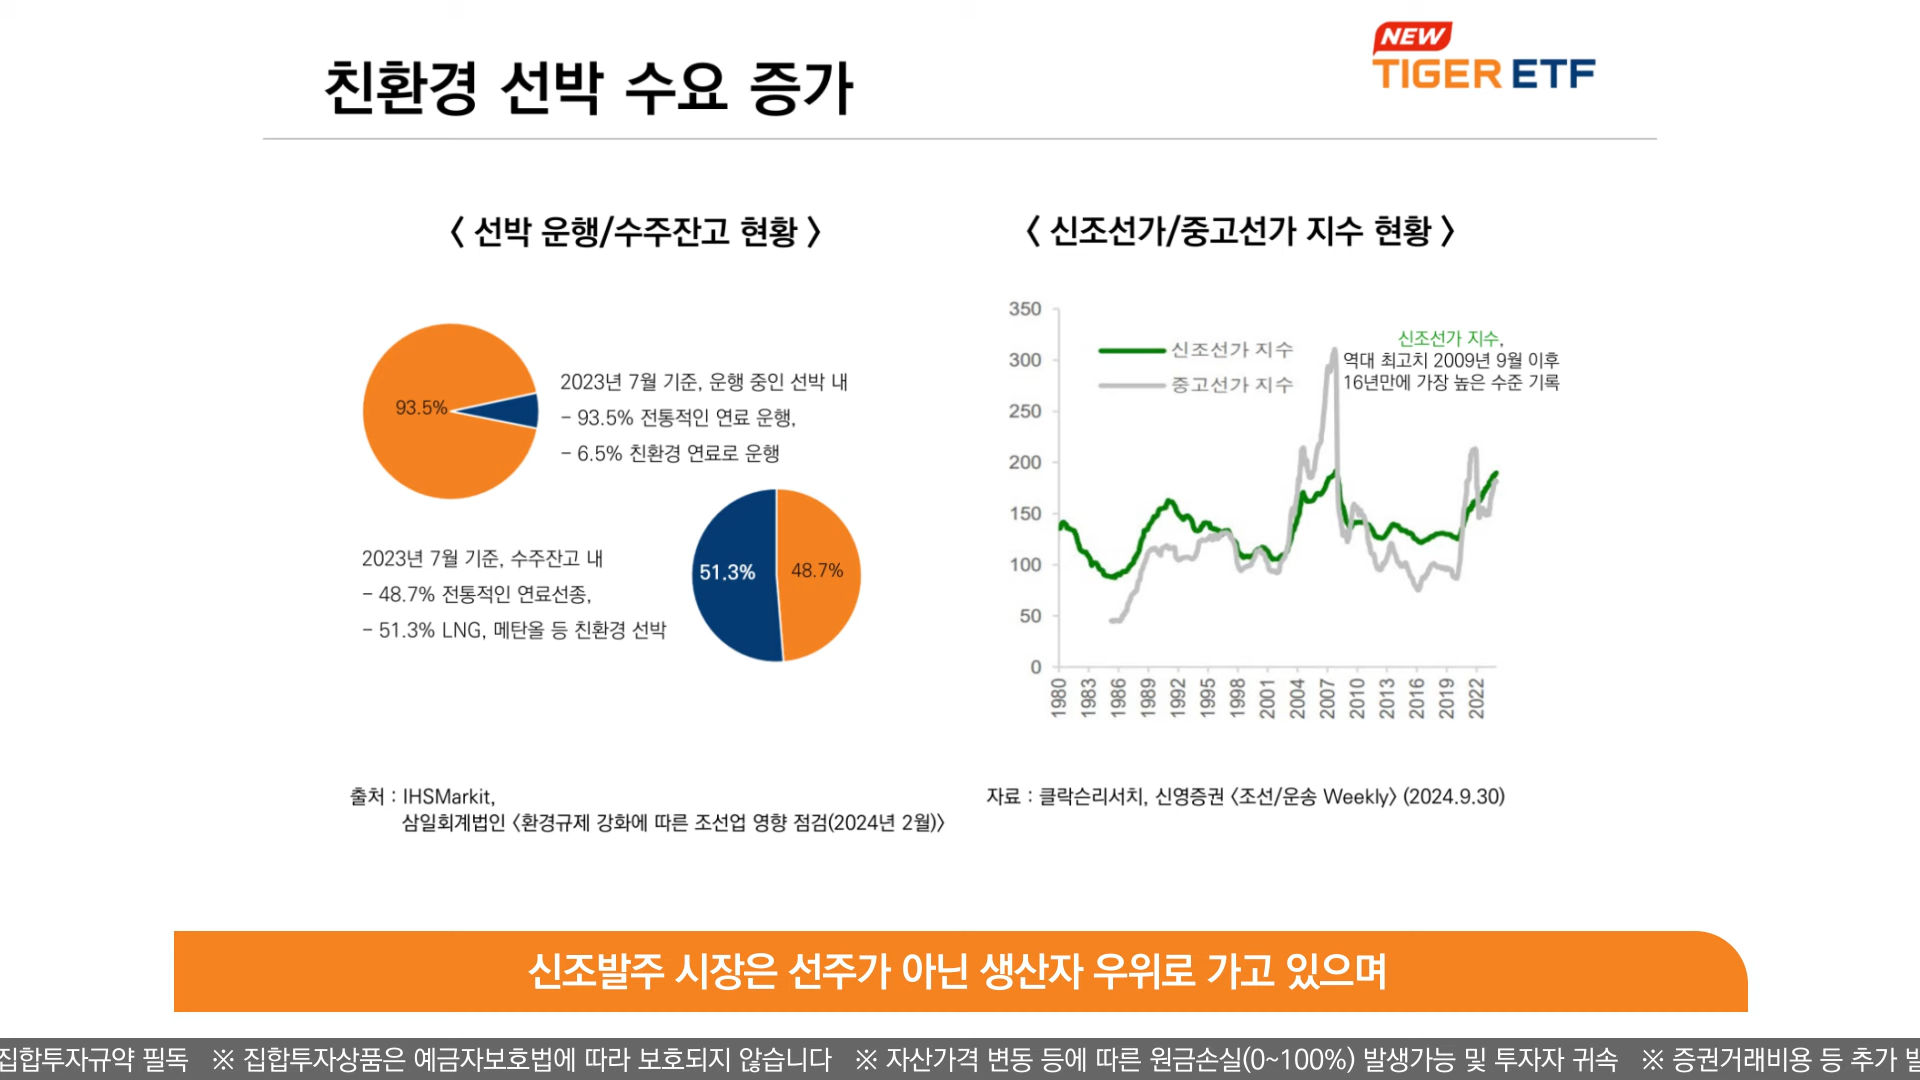 친환경 선박 수요 증가
NEW
TIGER ETF
< 선박 운행/수주잔고 현황 >
93.5%
2023년 7월 기준, 운행 중인 선박 내
- 93.5% 전통적인 연료 운행,
- 6.5% 친환경 연료로 운행
2023년 7월 기준, 수주잔고 내
- 48.7% 전통적인 연료선종,
- 51.3% LNG, 메탄올 등 친환경 선박
51.3%
48.7%
출처 : IHSMarkit,
삼일회계법인 <환경규제 강화에 따른 조선업 영향 점검(2024년 2월)>
< 신조선가/중고선가 지수 현황 >
신조선가 지수
중고선가 지수
신조선가 지수,
역대 최고치 2009년 9월 이후
16년만에 가장 높은 수준 기록
350
300
250
200
150
100
50
0
1980
1983
1986
1989
1992
1995
1998
2001
2004
2007
2010
2013
2016
2019
2022
자료 : 클락슨리서치, 신영증권 <조선/운송 Weekly> (2024.9.30)
신조발주 시장은 선주가 아닌 생산자 우위로 가고 있으며
집합투자규약 필독 ※ 집합투자상품은 예금자보호법에 따라 보호되지 않습니다 ※ 자산가격 변동 등에 따른 원금손실(0~100%) 발생가능 및 투자자 귀속 ※ 증권거래비용 등 추가